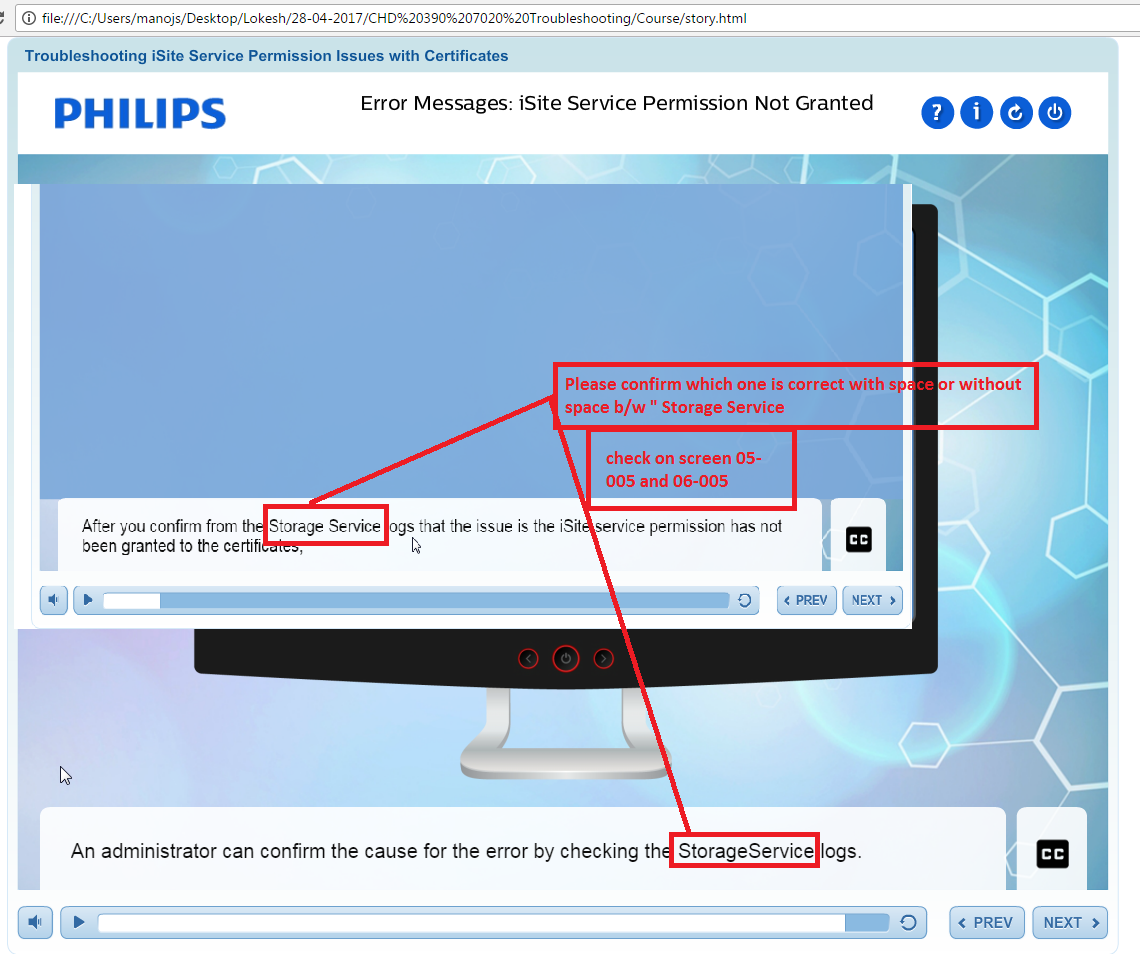 file:///C:/Users/manojs/Desktop/Lokesh/28-04-2017/CHD%20390%207020%20Troubleshooting/Course/story.html
Troubleshooting iSite Service Permission Issues with Certificates
PHILIPS
Error Messages: iSite Service Permission Not Granted
Please confirm which one is correct with space or without
space b/w " Storage Service
check on screen 05-
005 and 06-005
After you confirm from the Storage Service logs that the issue is the iSite service permission has not
been granted to the certificates,
CC
PREV
NEXT
An administrator can confirm the cause for the error by checking the StorageService logs.
CC
PREV
NEXT